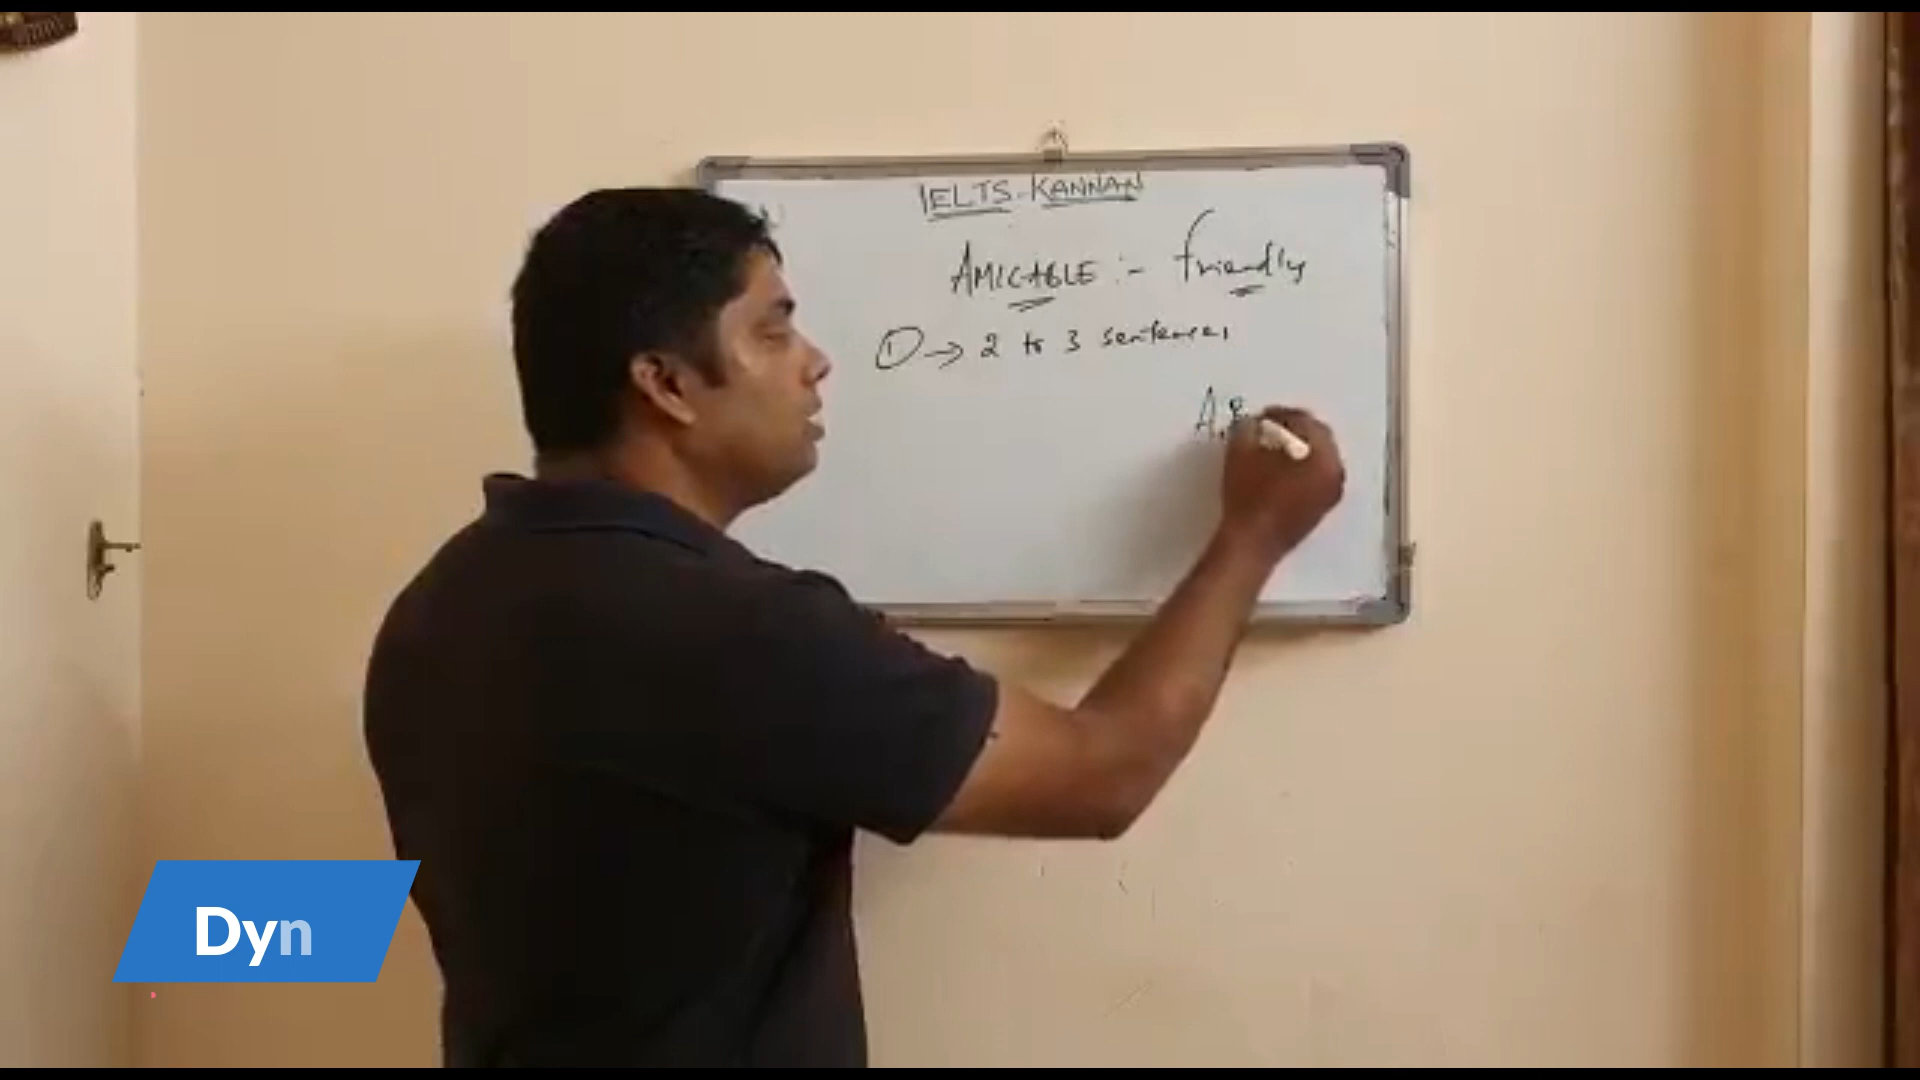 IELTS-KANNAN
AMICABLE :- friendly
① → 2 to 3 sentences
Dyn